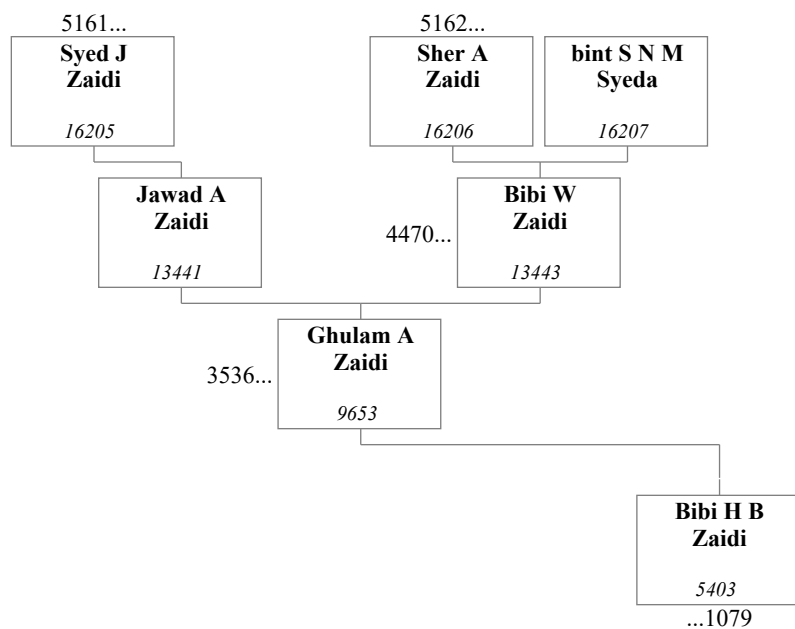 5161...
Syed J
Zaidi
16205
5162...
Sher A
Zaidi
16206
bint S N M
Syeda
16207
Jawad A
Zaidi
13441
4470...
Bibi W
Zaidi
13443
3536...
Ghulam A
Zaidi
9653
Bibi H B
Zaidi
5403
...1079